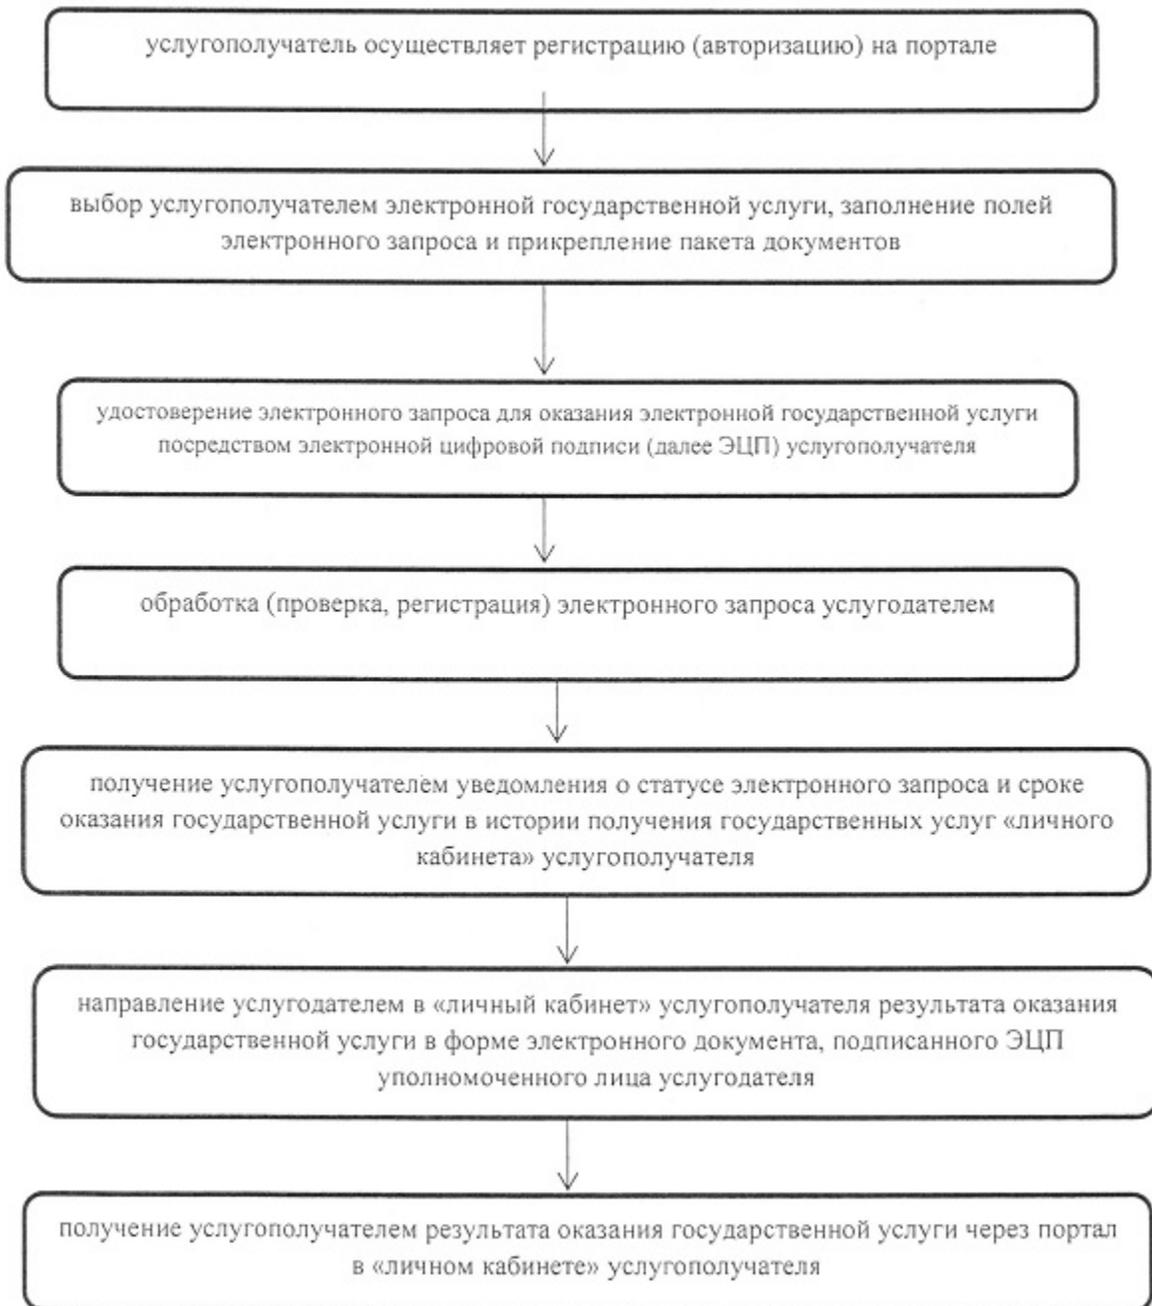 услугополучатель осуществляет регистрацию (авторизацию) на портале
выбор услугополучателем электронной государственной услуги, заполнение полей
электронного запроса и прикрепление пакета документов
удостоверение электронного запроса для оказания электронной государственной услуги
посредством электронной цифровой подписи (далее ЭЦП) услугополучателя
обработка (проверка, регистрация) электронного запроса услугодателем
получение услугополучателем уведомления о статусе электронного запроса и сроке
оказания государственной услуги в истории получения государственных услуг «личного
кабинета» услугополучателя
направление услугодателем в «личный кабинет» услугополучателя результата оказания
государственной услуги в форме электронного документа, подписанного ЭЦП
уполномоченного лица услугодателя
получение услугополучателем результата оказания государственной услуги через портал
в «личном кабинете» услугополучателя